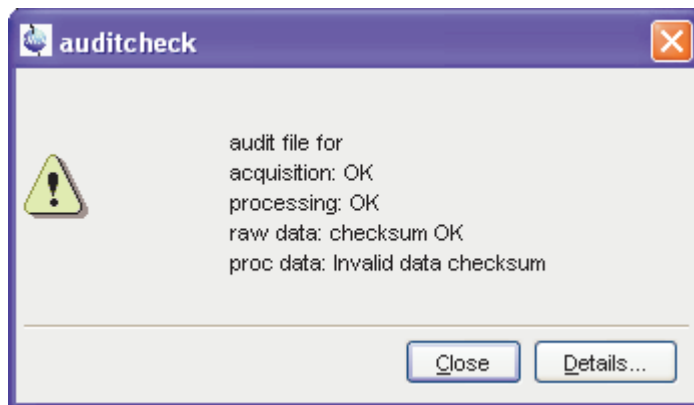 auditcheck
audit file for
acquisition: OK
processing: OK
raw data: checksum OK
proc data: Invalid data checksum
Close
Details...